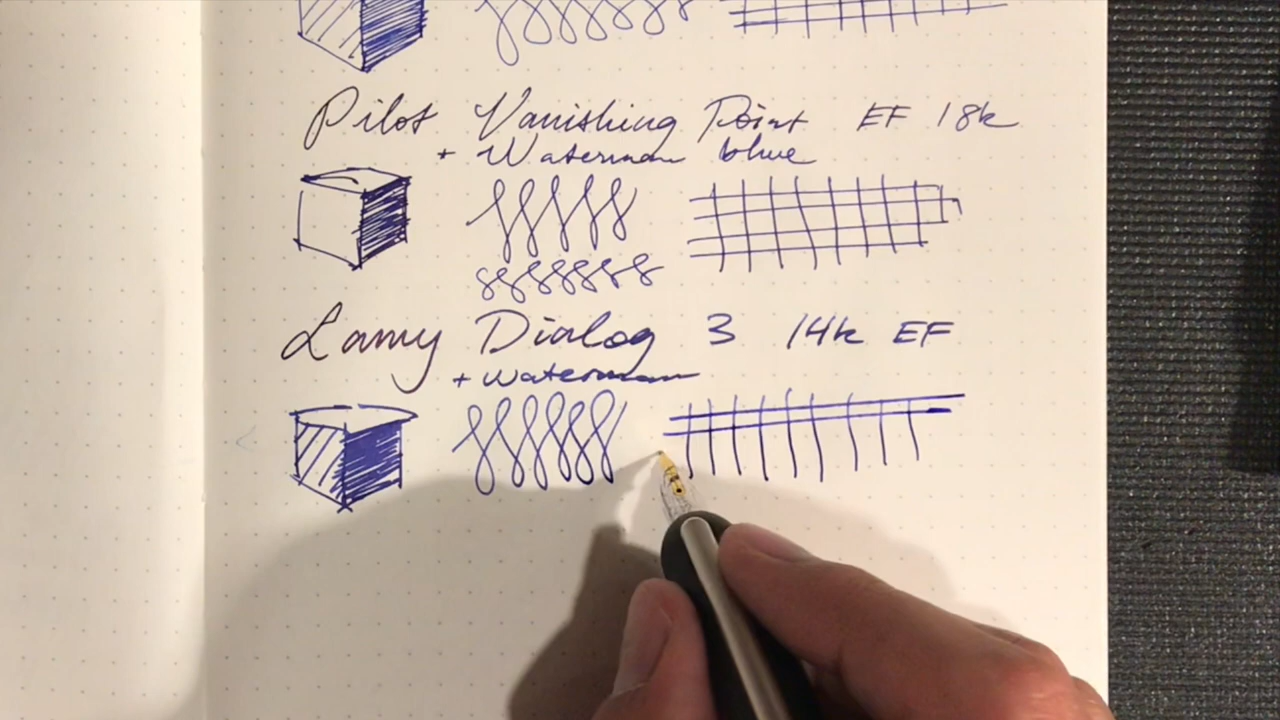 Pilot Vanishing Point EF 18k
+ Waterman blue
Lamy Dialog 3 14k EF
+ Waterman